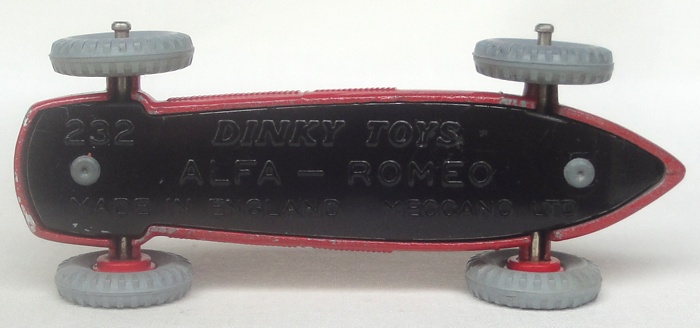 232 DINKY TOYS
ALFA — ROMEO
MADE IN ENGLAND MECCANO LTD